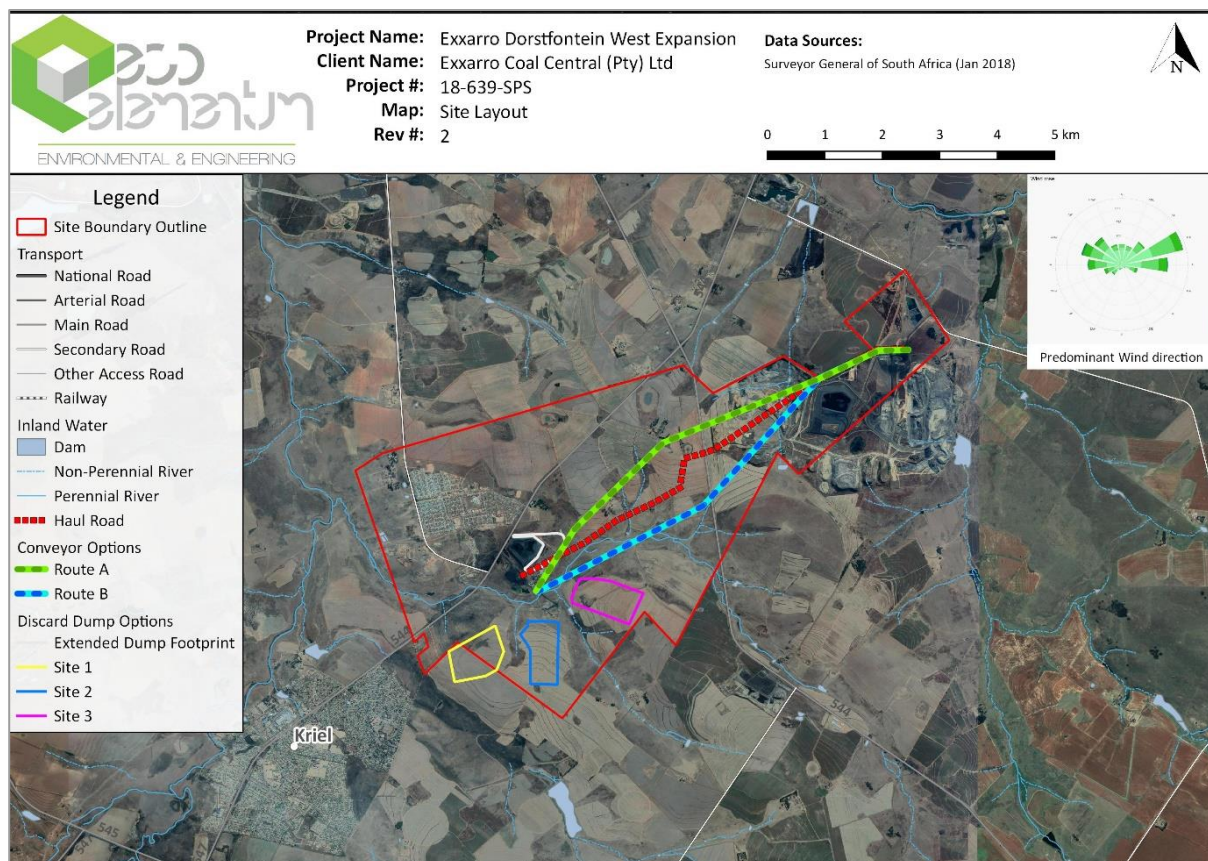 eco
elementum
ENVIRONMENTAL & ENGINEERING
Project Name: Exxarro Dorstfontein West Expansion
Client Name: Exxarro Coal Central (Pty) Ltd
Project #: 18-639-SPS
Map: Site Layout
Rev #: 2
Data Sources:
Surveyor General of South Africa (Jan 2018)
N
0 1 2 3 4 5 km
Legend
Site Boundary Outline
Transport
National Road
Arterial Road
Main Road
Secondary Road
Other Access Road
Railway
Inland Water
Dam
Non-Perennial River
Perennial River
Haul Road
Conveyor Options
Route A
Route B
Discard Dump Options
Extended Dump Footprint
Site 1
Site 2
Site 3
Wind rose
Predominant Wind direction
544
544
Kriel
545
547